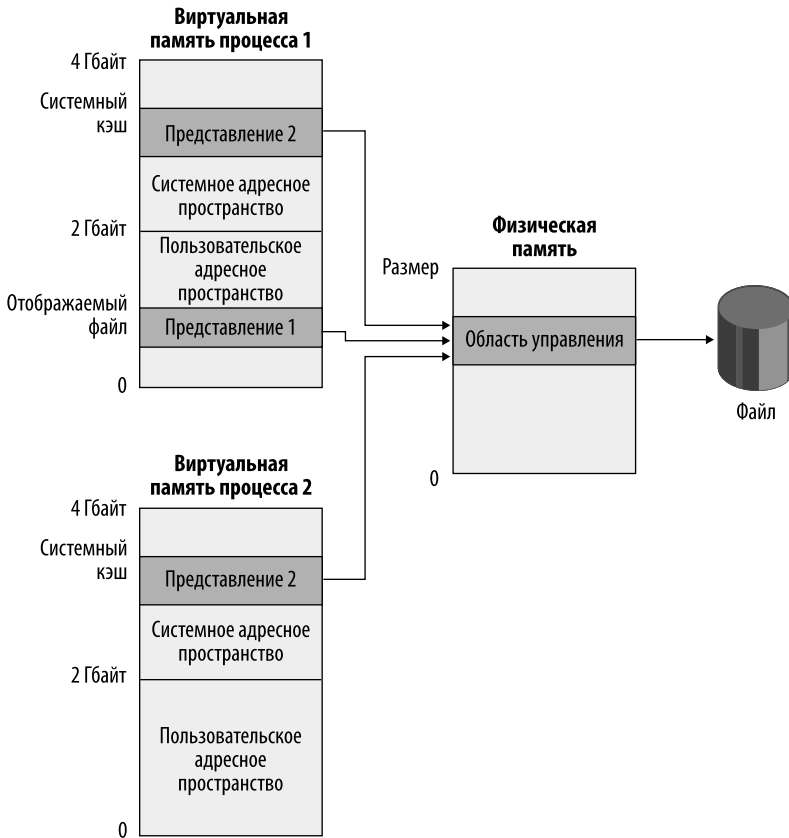 Виртуальная
память процесса 1
4 Гбайт
Системный
кэш
Представление 2
Системное адресное
пространство
2 Гбайт
Пользовательское
адресное
пространство
Отображаемый
файл
Представление 1
0
Физическая
память
Размер
Область управления
0
Файл
Виртуальная
память процесса 2
4 Гбайт
Системный
кэш
Представление 2
Системное адресное
пространство
2 Гбайт
Пользовательское
адресное
пространство
0